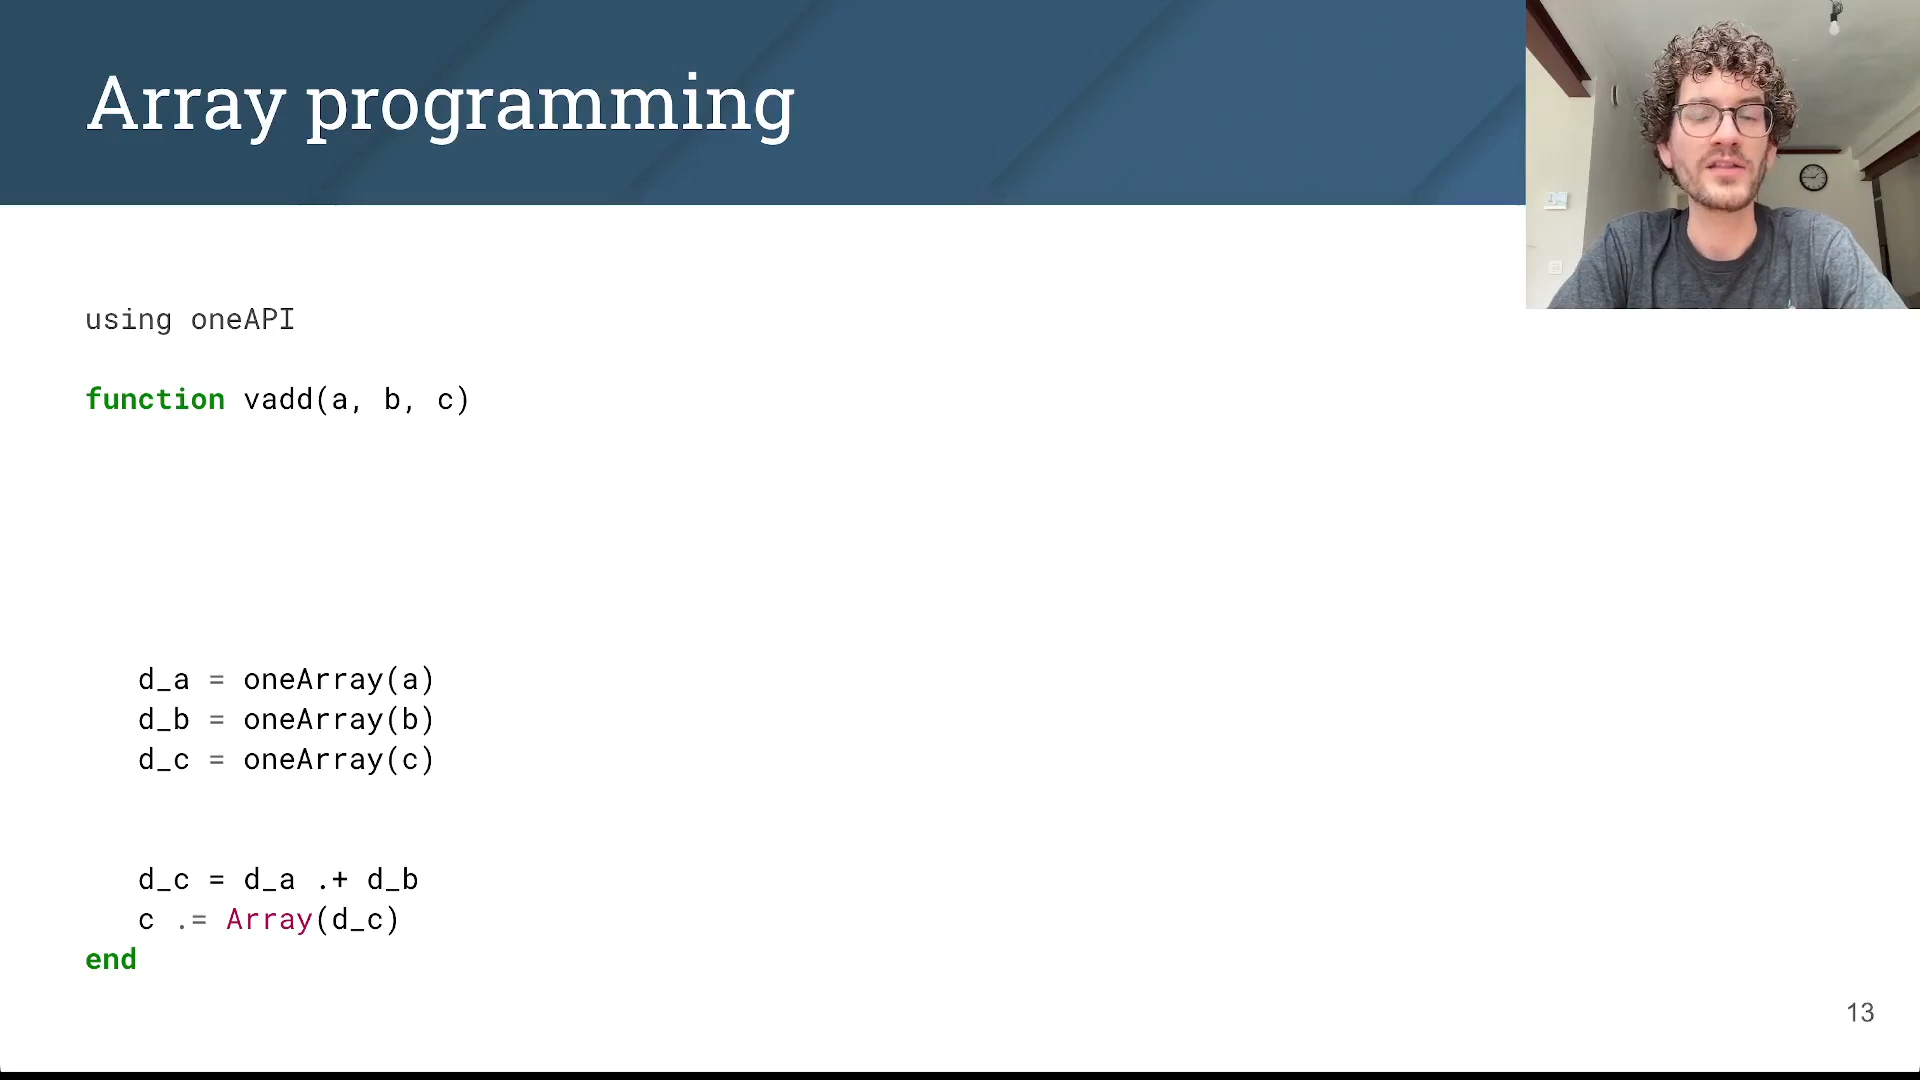 Array programming
using oneAPI
function vadd(a, b, c)
d_a = oneArray(a)
d_b = oneArray(b)
d_c = oneArray(c)
d_c = d_a .+ d_b
c .= Array(d_c)
end
13